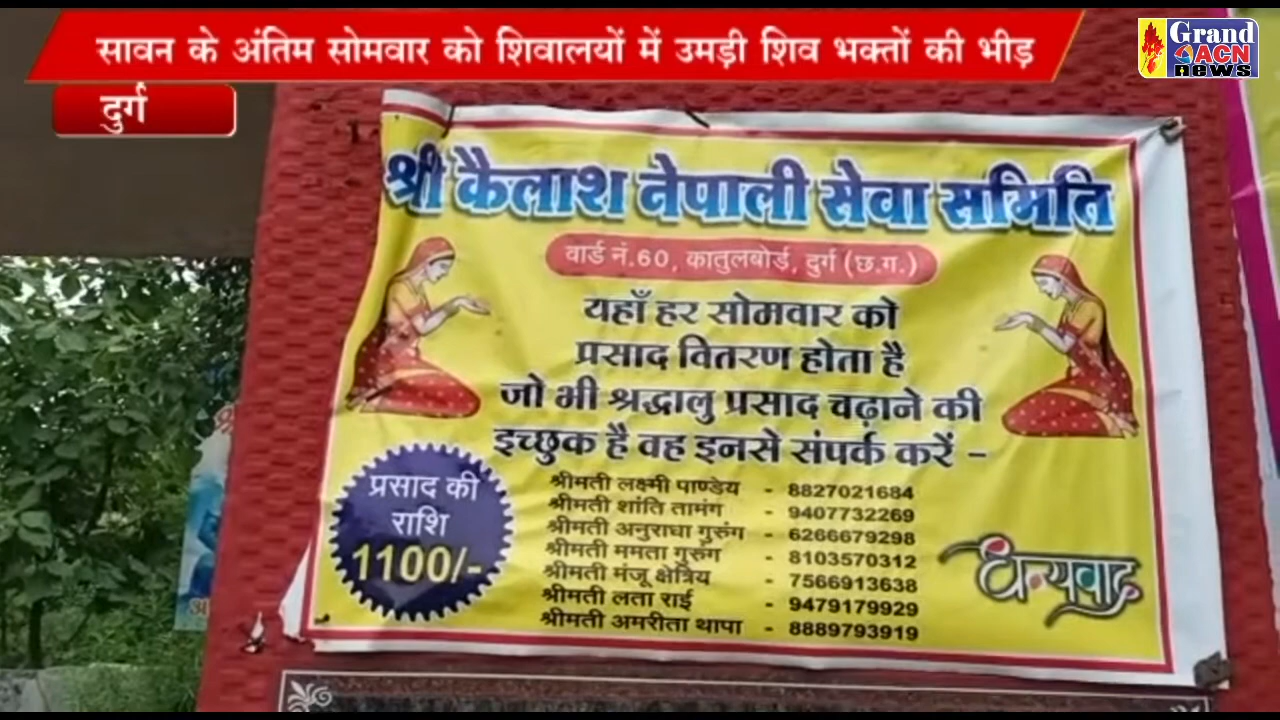 सावन के अंतिम सोमवार को शिवालयों में उमड़ी शिव भक्तों की भीड़
Grand
ACN
news
दुर्ग
श्री कैलाश नेपाली सेवा समिति
वार्ड नं.60, कातुलबोर्ड, दुर्ग (छ.ग.)
यहाँ हर सोमवार को
प्रसाद वितरण होता है
जो भी श्रद्धालु प्रसाद चढ़ाने की
इच्छुक है वह इनसे संपर्क करें -
प्रसाद की
राशि
1100/-
श्रीमती लक्ष्मी पाण्डेय - 8827021684
श्रीमती शांति तामंग - 9407732269
श्रीमती अनुराधा गुरुंग - 6266679298
श्रीमती ममता गुरुंग - 8103570312
श्रीमती मंजू क्षेत्रिय - 7566913638
श्रीमती लता राई - 9479179929
श्रीमती अमरीता थापा - 8889793919
धन्यवाद